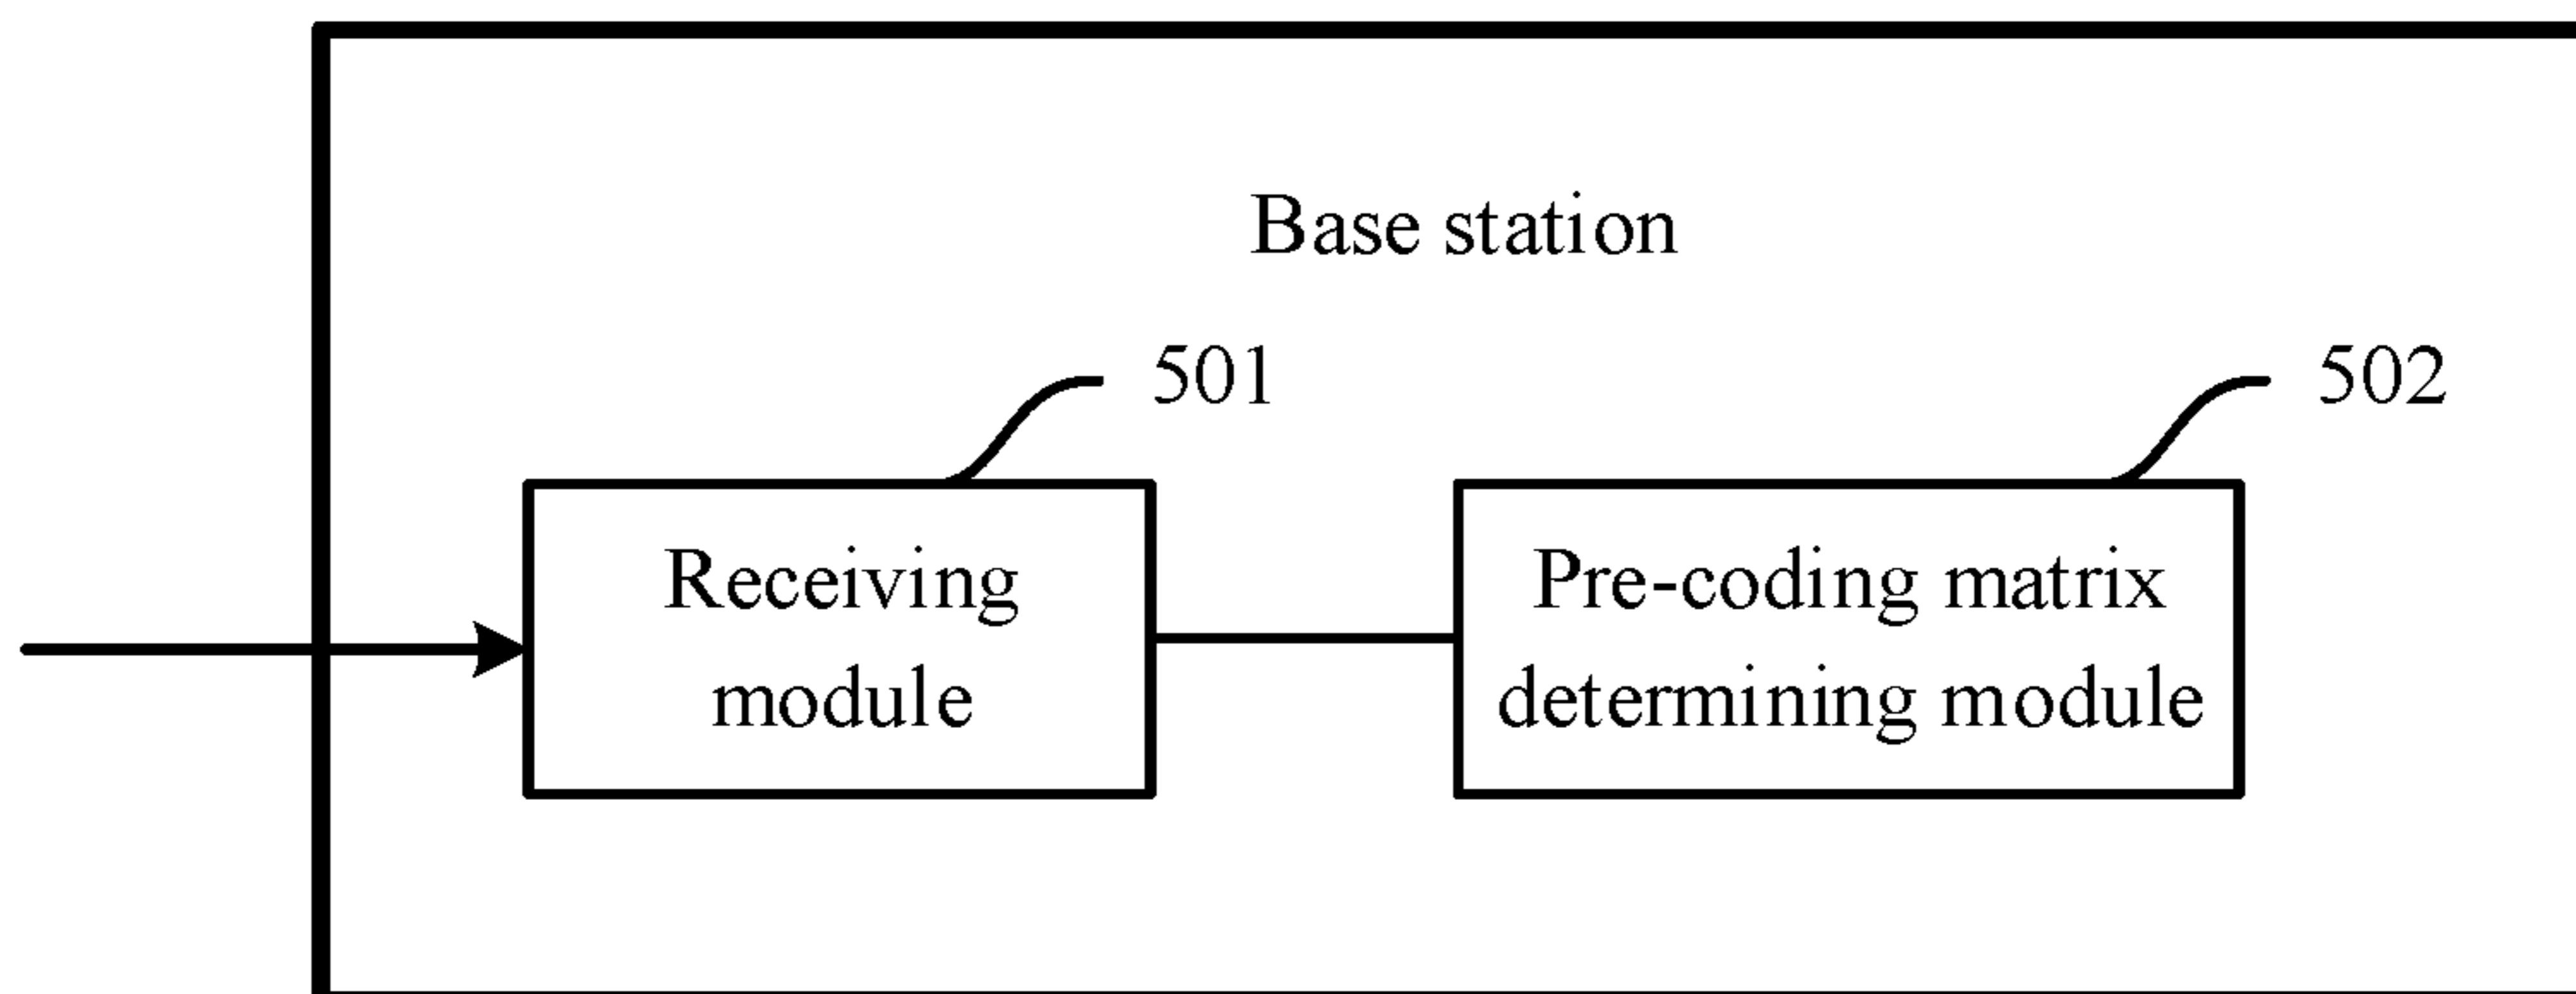 Base station
501
502
Receiving
module
Pre-coding matrix
determining module